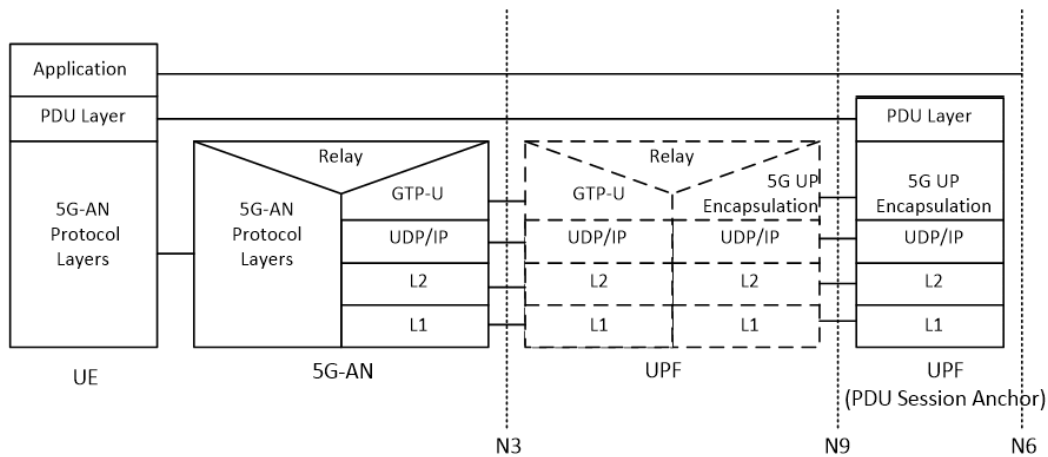 Application
PDU Layer
PDU Layer
Relay
Relay
GTP-U
GTP-U
5G UP
Encapsulation
5G UP
Encapsulation
5G-AN
Protocol
Layers
5G-AN
Protocol
Layers
UDP/IP
UDP/IP
UDP/IP
UDP/IP
L2
L2
L2
L2
L1
L1
L1
L1
UE
5G-AN
UPF
UPF
(PDU Session Anchor)
N3
N9
N6